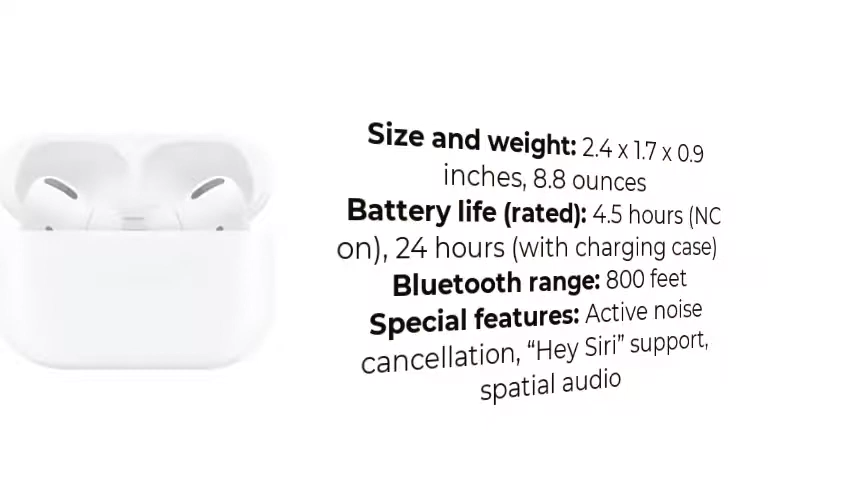 Size and weight: 2.4 x 1.7 x 0.9
inches, 8.8 ounces
Battery life (rated): 4.5 hours (NC
on), 24 hours (with charging case)
Bluetooth range: 800 feet
Special features: Active noise
cancellation, “Hey Siri” support,
spatial audio